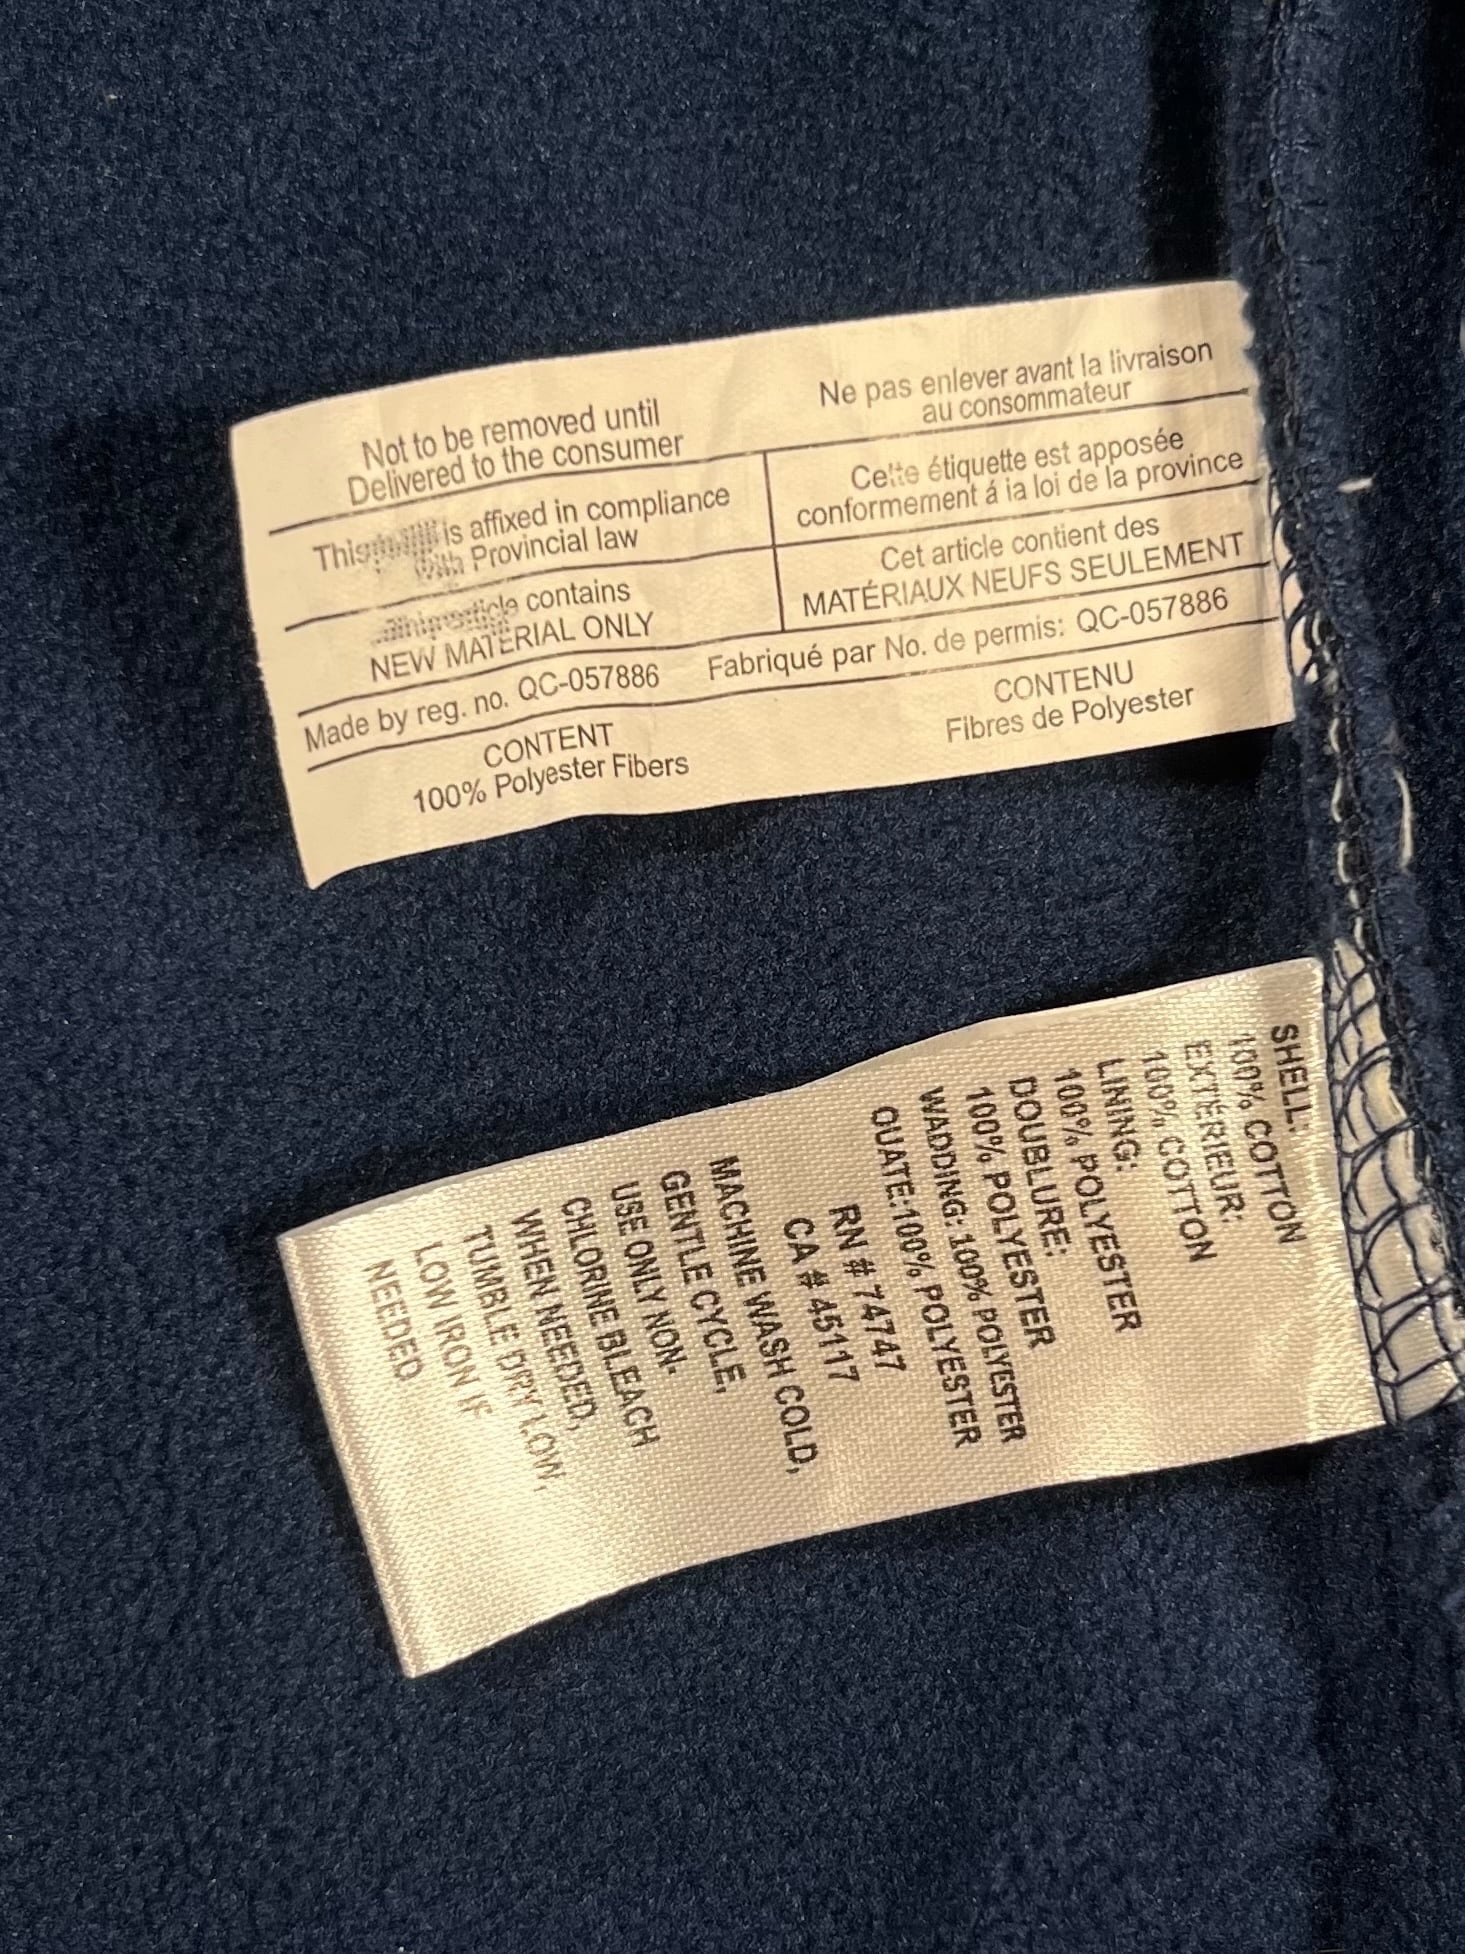 Not to be removed until
Delivered to the consumer
Ne pas enlever avant la livraison
au consommateur
This is affixed in compliance
with Provincial law
Cette étiquette est apposée
conformement á la loi de la province
article contains
NEW MATERIAL ONLY
Cet article contient des
MATÉRIAUX NEUFS SEULEMENT
Made by reg. no. QC-057886
Fabriqué par No. de permis: QC-057886
CONTENT
100% Polyester Fibers
CONTENU
Fibres de Polyester
SHELL:
100% COTTON
EXTÉRIEUR:
100% COTTON
LINING:
100% POLYESTER
DOUBLURE:
100% POLYESTER
WADDING: 100% POLYESTER
OUATE:100% POLYESTER
RN # 74747
CA # 45117
MACHINE WASH COLD,
GENTLE CYCLE,
USE ONLY NON-
CHLORINE BLEACH
WHEN NEEDED,
TUMBLE DRY LOW,
LOW IRON IF
NEEDED